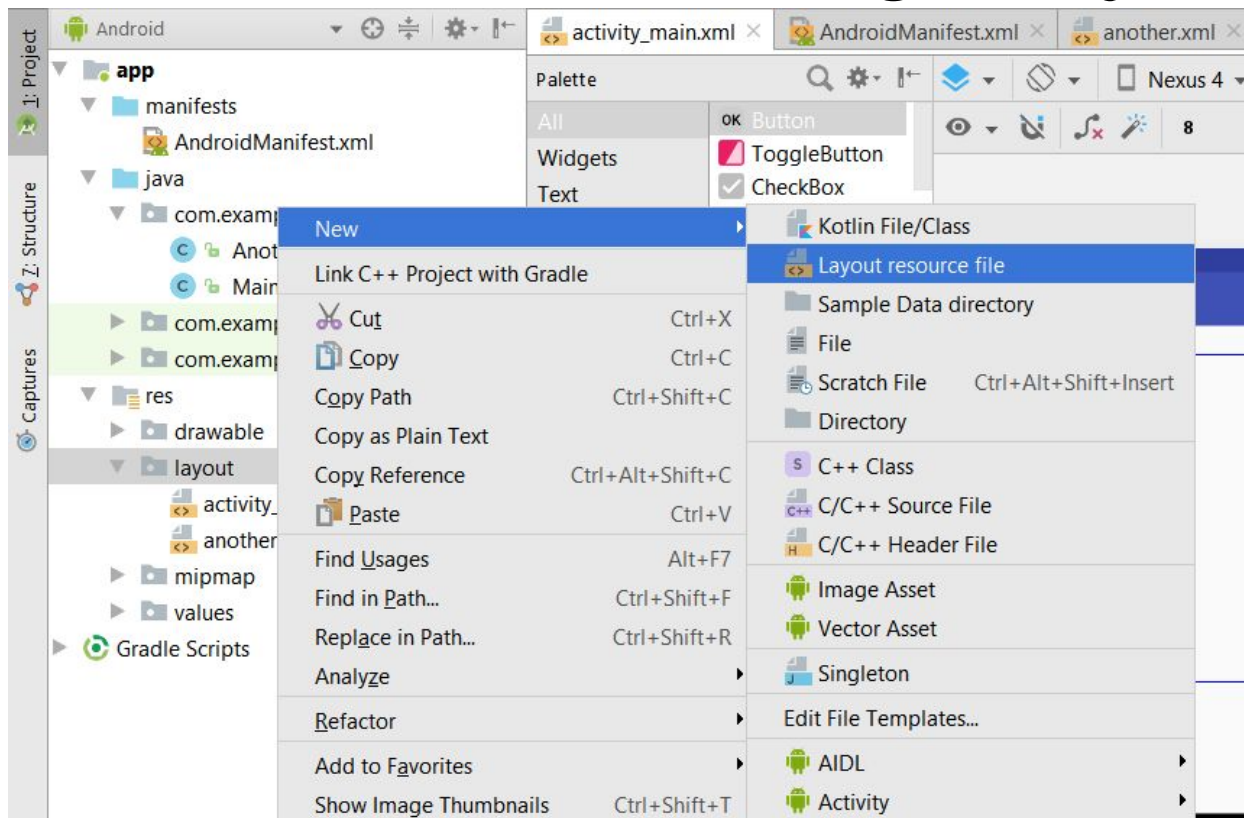 Android
activity_main.xml
AndroidManifest.xml
another.xml
1: Project
Z: Structure
Captures
app
manifests
AndroidManifest.xml
java
com.examp
Anot
Main
com.examp
com.examp
res
drawable
layout
activity_
another
mipmap
values
Gradle Scripts
Palette
Nexus 4
All
Widgets
Text
OK Button
ToggleButton
CheckBox
8
New
Link C++ Project with Gradle
Cut Ctrl+X
Copy Ctrl+C
Copy Path Ctrl+Shift+C
Copy as Plain Text
Copy Reference Ctrl+Alt+Shift+C
Paste Ctrl+V
Find Usages Alt+F7
Find in Path... Ctrl+Shift+F
Replace in Path... Ctrl+Shift+R
Analyze
Refactor
Add to Favorites
Show Image Thumbnails Ctrl+Shift+T
Kotlin File/Class
Layout resource file
Sample Data directory
File
Scratch File Ctrl+Alt+Shift+Insert
Directory
S C++ Class
C++ C/C++ Source File
H C/C++ Header File
Image Asset
Vector Asset
J Singleton
Edit File Templates...
AIDL
Activity